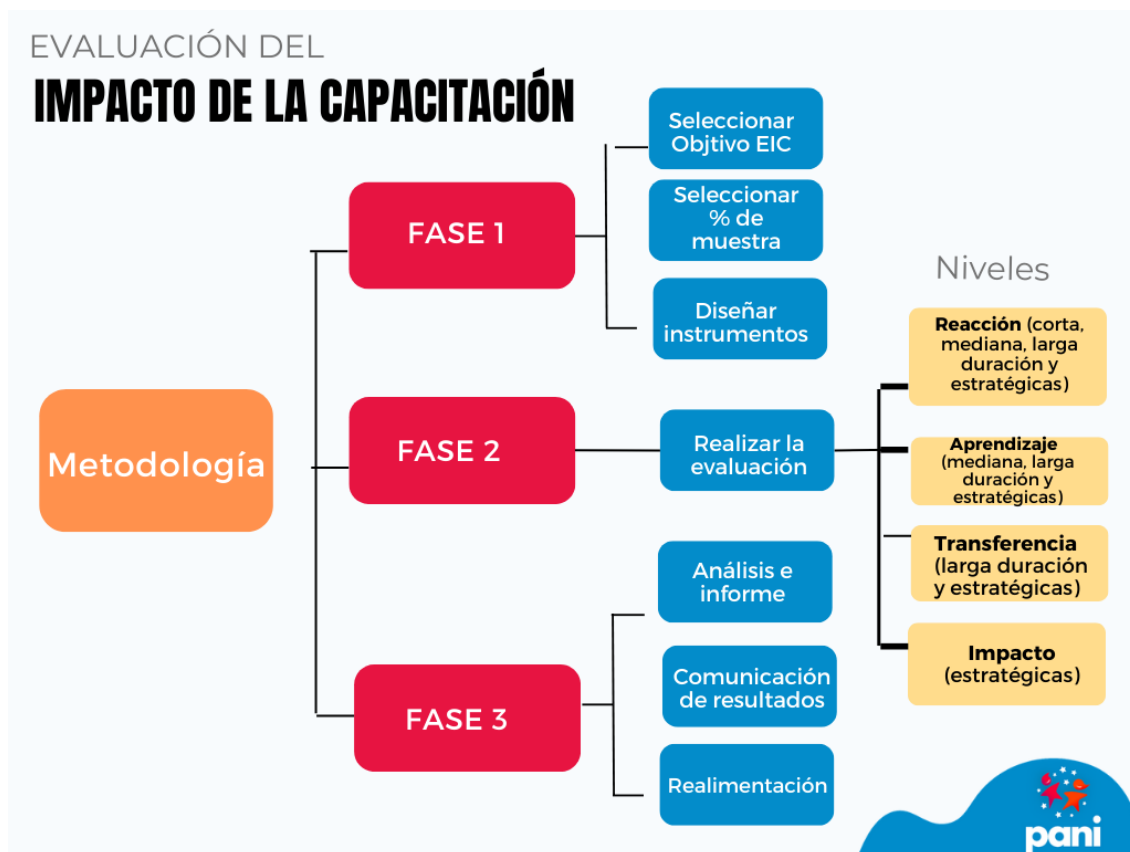 EVALUACIÓN DEL
IMPACTO DE LA CAPACITACIÓN
Metodología
FASE 1
Seleccionar
Objtivo EIC
Seleccionar
% de
muestra
Diseñar
instrumentos
FASE 2
Realizar la
evaluación
Niveles
Reacción (corta,
mediana, larga
duración y
estratégicas)
Aprendizaje
(mediana, larga
duración y
estratégicas)
Transferencia
(larga duración
y estratégicas)
Impacto
(estratégicas)
FASE 3
Análisis e
informe
Comunicación
de resultados
Realimentación
pani